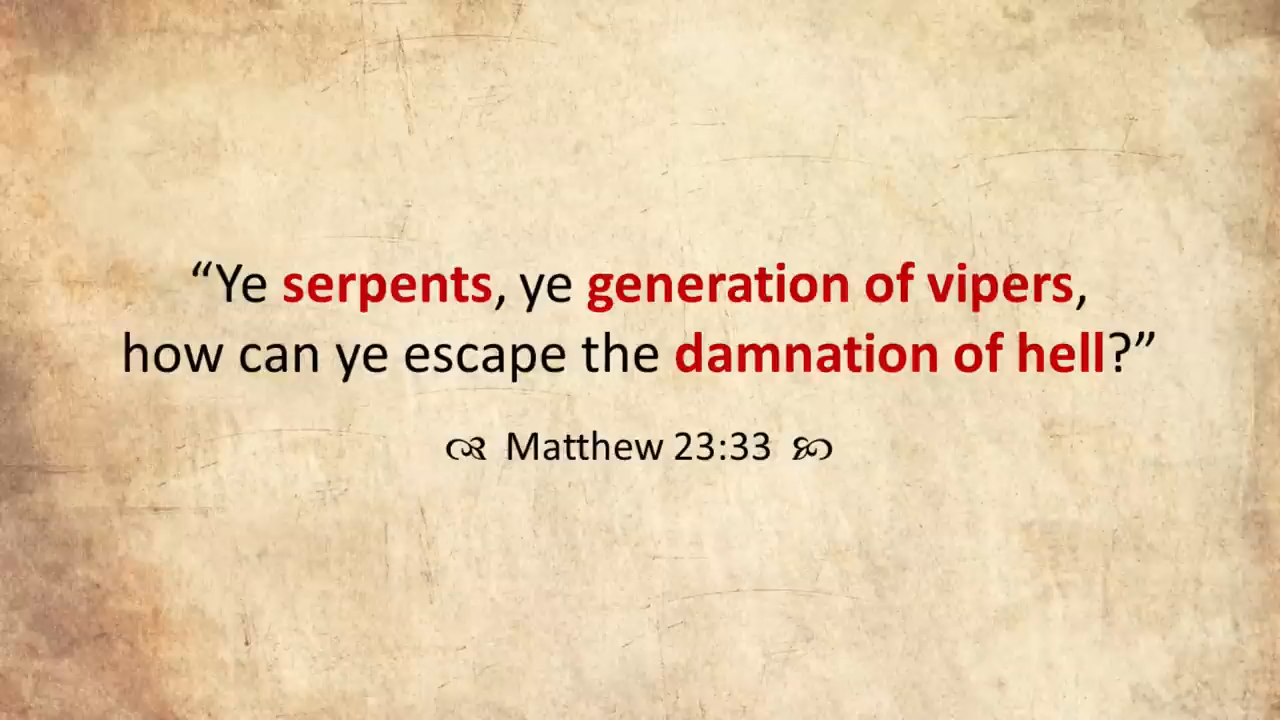 “Ye serpents, ye generation of vipers,
how can ye escape the damnation of hell?”
Matthew 23:33